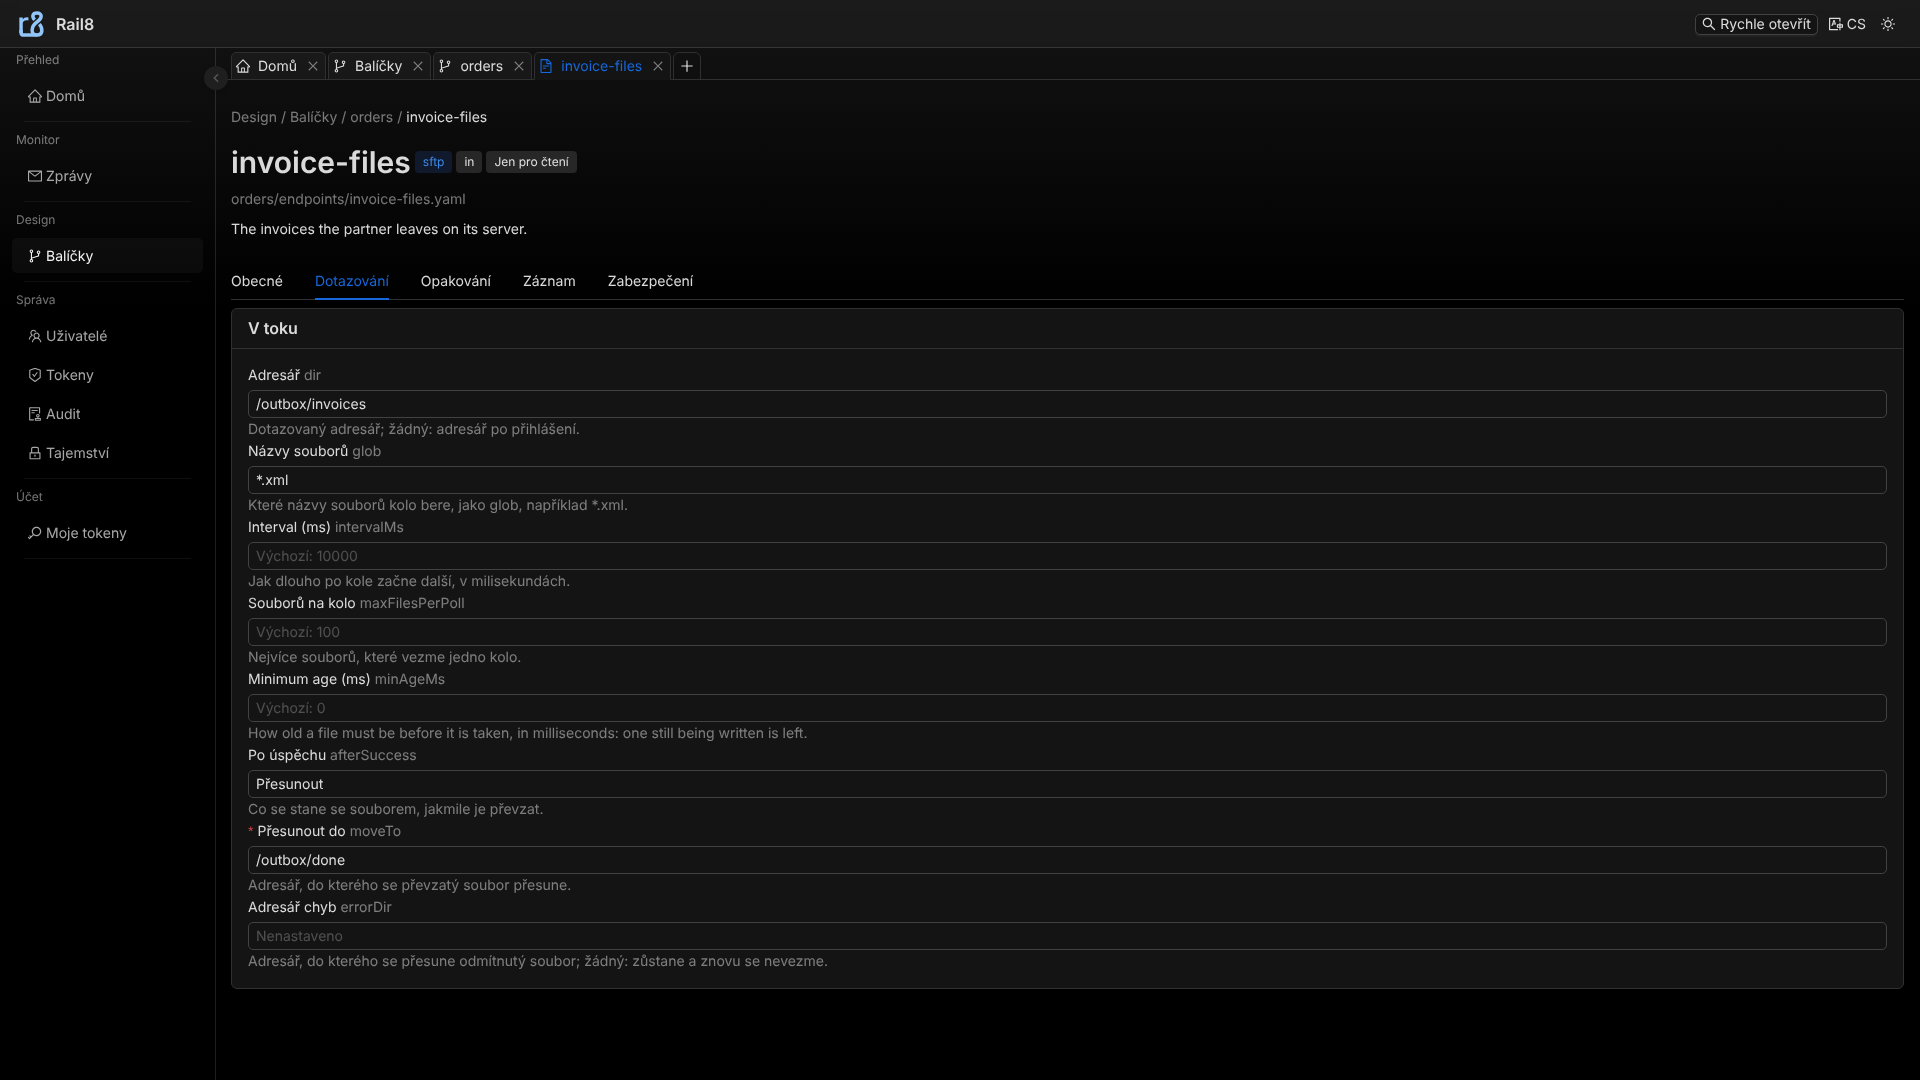 Rail8
Rychle otevřít
CS
Přehled
Domů
Monitor
Zprávy
Design
Balíčky
Správa
Uživatelé
Tokeny
Audit
Tajemství
Účet
Moje tokeny
Domů
Balíčky
orders
invoice-files
Design / Balíčky / orders / invoice-files
invoice-files sftp in Jen pro čtení
orders/endpoints/invoice-files.yaml
The invoices the partner leaves on its server.
Obecné Dotazování Opakování Záznam Zabezpečení
V toku
Adresář dir
/outbox/invoices
Dotazovaný adresář; žádný: adresář po přihlášení.
Názvy souborů glob
*.xml
Které názvy souborů kolo bere, jako glob, například *.xml.
Interval (ms) intervalMs
Výchozí: 10000
Jak dlouho po kole začne další, v milisekundách.
Souborů na kolo maxFilesPerPoll
Výchozí: 100
Nejvíce souborů, které vezme jedno kolo.
Minimum age (ms) minAgeMs
Výchozí: 0
How old a file must be before it is taken, in milliseconds: one still being written is left.
Po úspěchu afterSuccess
Přesunout
Co se stane se souborem, jakmile je převzat.
* Přesunout do moveTo
/outbox/done
Adresář, do kterého se převzatý soubor přesune.
Adresář chyb errorDir
Nenastaveno
Adresář, do kterého se přesune odmítnutý soubor; žádný: zůstane a znovu se nevezme.